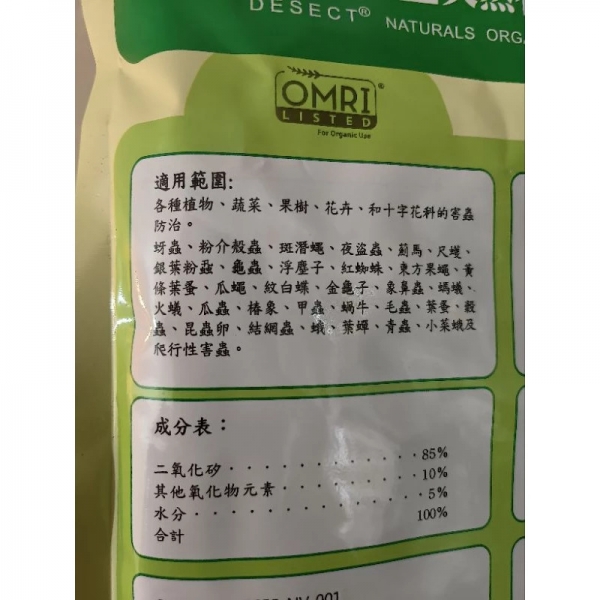 DESECT® NATURALS ORGA
OMRI®
LISTED
For Organic Use
適用範圍:
各種植物、蔬菜、果樹、花卉、和十字花科的害蟲
防治。
蚜蟲、粉介殼蟲、斑潛蠅、夜盜蟲、薊馬、尺蠖、
銀葉粉蝨、龜蟲、浮塵子、紅蜘蛛、東方果蠅、黃
條葉蚤、瓜蠅、紋白蝶、金龜子、象鼻蟲、螞蟻、
火蟻、瓜蟲、椿象、甲蟲、蝸牛、毛蟲、葉蚤、穀
蟲、昆蟲卵、結網蟲、蛾、葉蟬、青蟲、小菜蛾及
爬行性害蟲。
成分表：
二氧化矽・・・・・・・・・・・・85%
其他氧化物元素・・・・・・・・・10%
水分・・・・・・・・・・・・・・5%
合計 100%